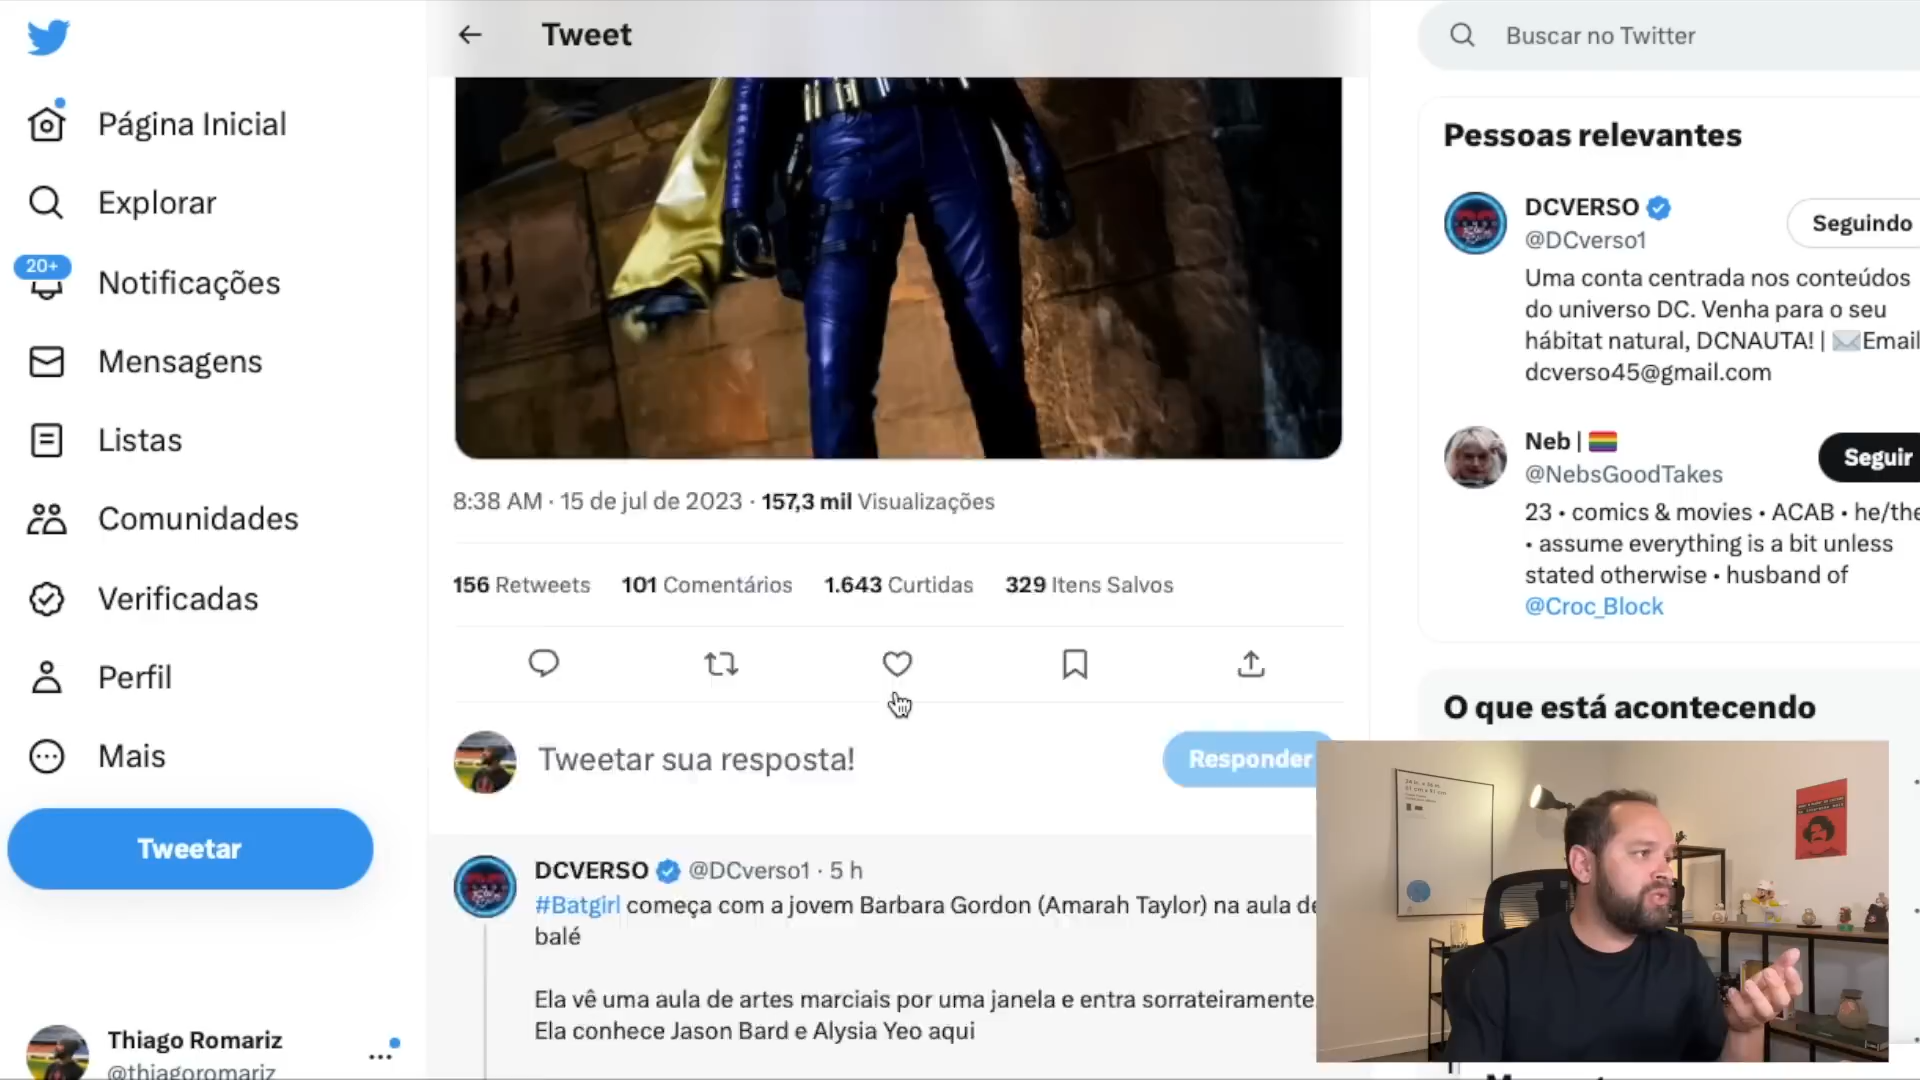 Tweet
Buscar no Twitter
Página Inicial
Explorar
20+
Notificações
Mensagens
Listas
Comunidades
Verificadas
Perfil
Mais
Tweetar
Thiago Romariz
@thiagoromariz
8:38 AM · 15 de jul de 2023 · 157,3 mil Visualizações
156 Retweets 101 Comentários 1.643 Curtidas 329 Itens Salvos
Tweetar sua resposta!
Responder
DCVERSO @DCverso1 · 5 h
#Batgirl começa com a jovem Barbara Gordon (Amarah Taylor) na aula de
balé
Ela vê uma aula de artes marciais por uma janela e entra sorrateiramente.
Ela conhece Jason Bard e Alysia Yeo aqui
Pessoas relevantes
DCVERSO
@DCverso1
Seguindo
Uma conta centrada nos conteúdos
do universo DC. Venha para o seu
hábitat natural, DCNAUTA! | Email
dcverso45@gmail.com
Neb |
@NebsGoodTakes
Seguir
23 • comics & movies • ACAB • he/the
• assume everything is a bit unless
stated otherwise • husband of
@Croc_Block
O que está acontecendo